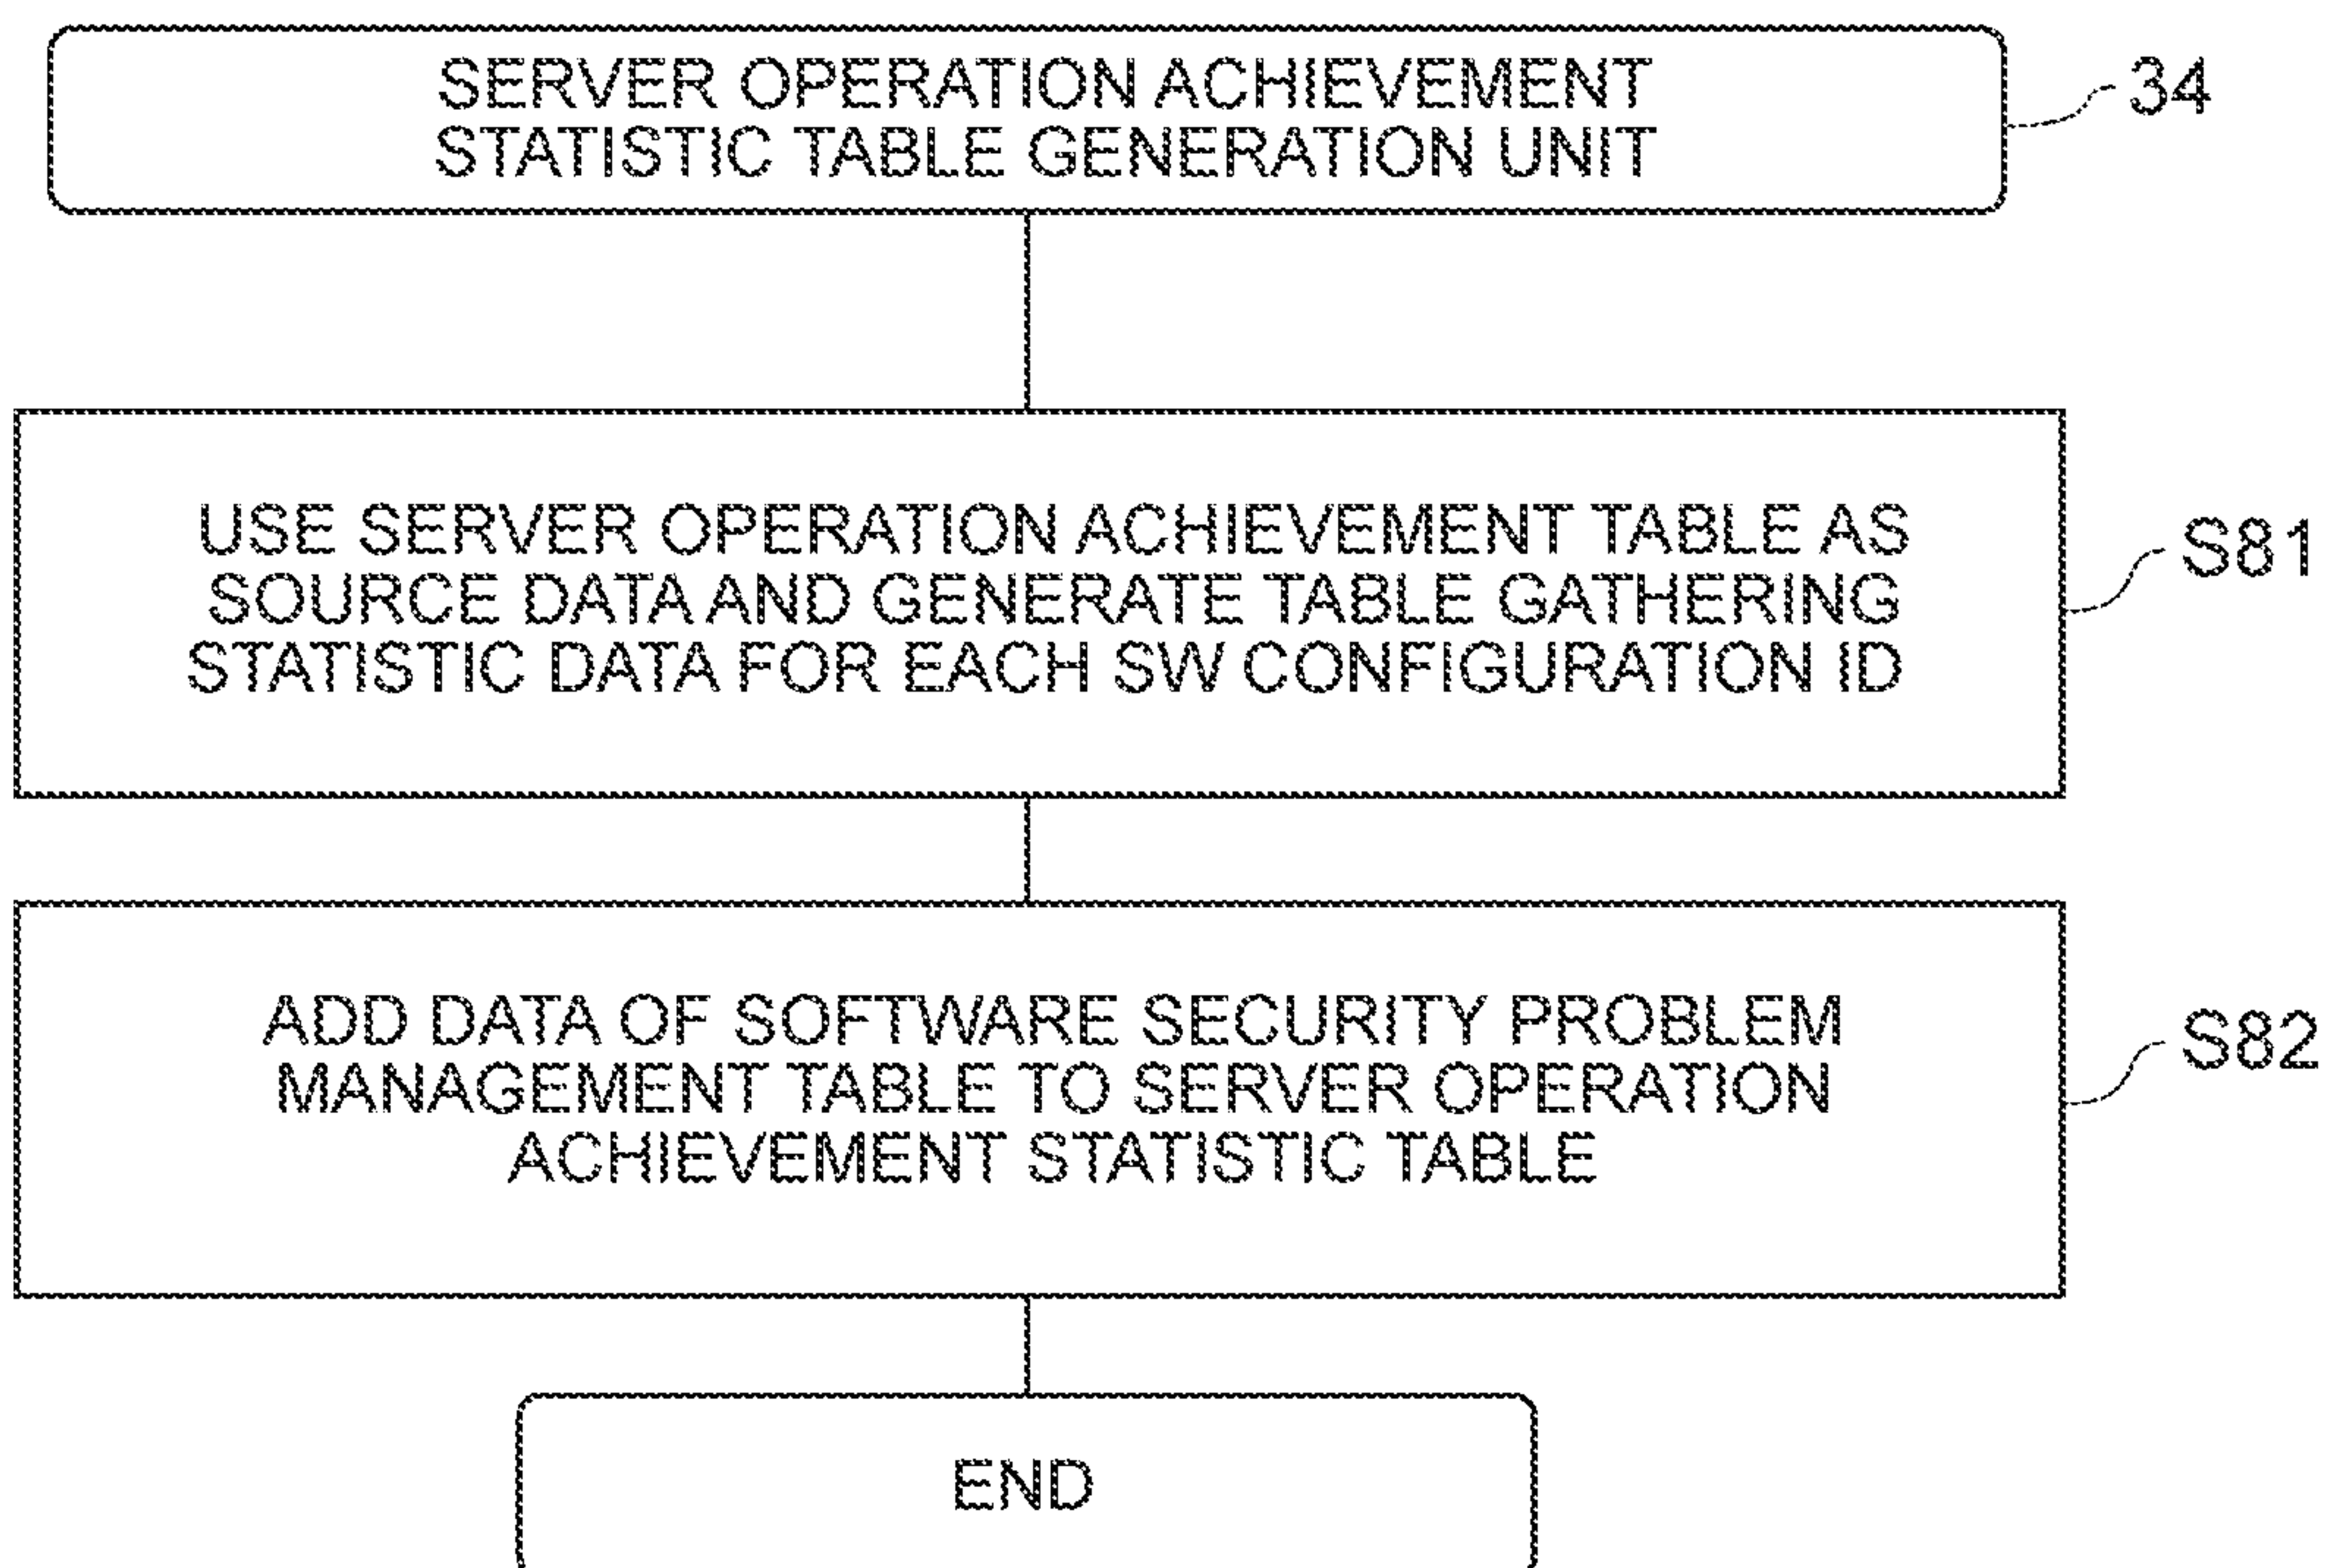 SERVER OPERATION ACHIEVEMENT
STATISTIC TABLE GENERATION UNIT
34
USE SERVER OPERATION ACHIEVEMENT TABLE AS
SOURCE DATA AND GENERATE TABLE GATHERING
STATISTIC DATA FOR EACH SW CONFIGURATION ID
S81
ADD DATA OF SOFTWARE SECURITY PROBLEM
MANAGEMENT TABLE TO SERVER OPERATION
ACHIEVEMENT STATISTIC TABLE
S82
END